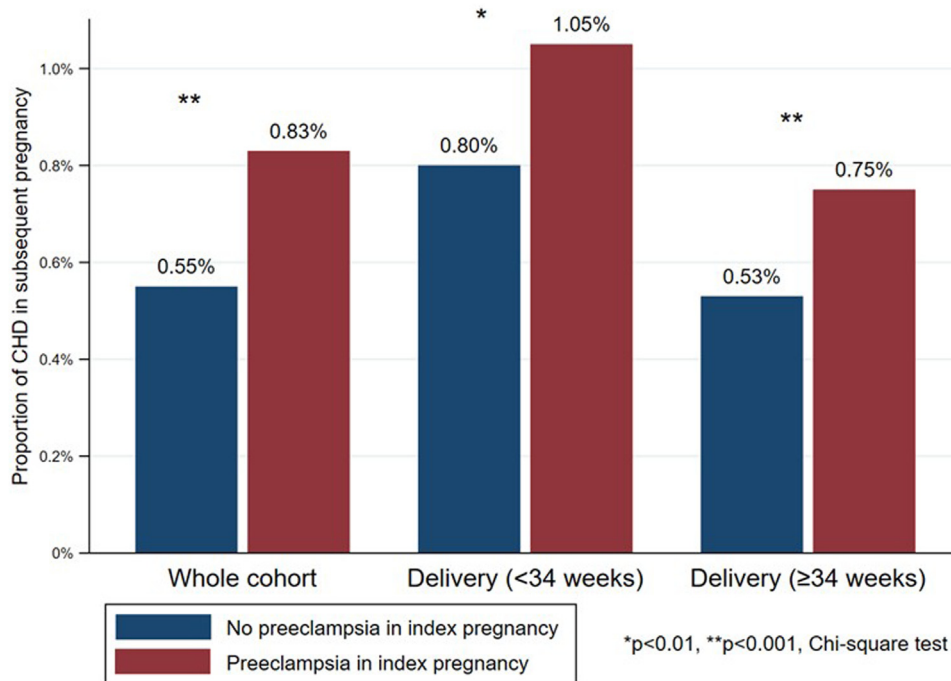 *
1.05%
**
0.83%
**
0.80%
0.75%
0.55%
0.53%
Proportion of CHD in subsequent pregnancy
1.0%
0.8%
0.6%
0.4%
0.2%
0%
Whole cohort
Delivery (<34 weeks)
Delivery (≥34 weeks)
No preeclampsia in index pregnancy
Preeclampsia in index pregnancy
*p<0.01, **p<0.001, Chi-square test